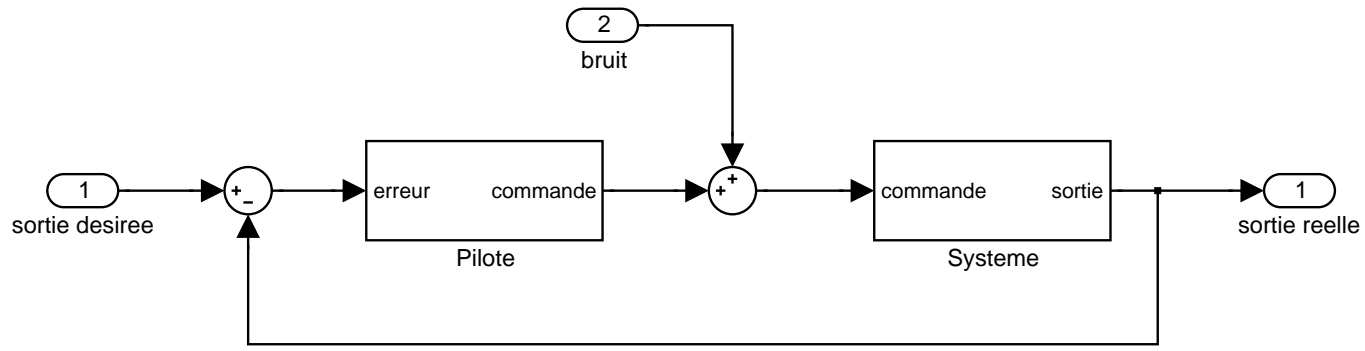 2
bruit
1
sortie desiree
+
−
erreur
commande
Pilote
+
+
commande
sortie
Systeme
1
sortie reelle